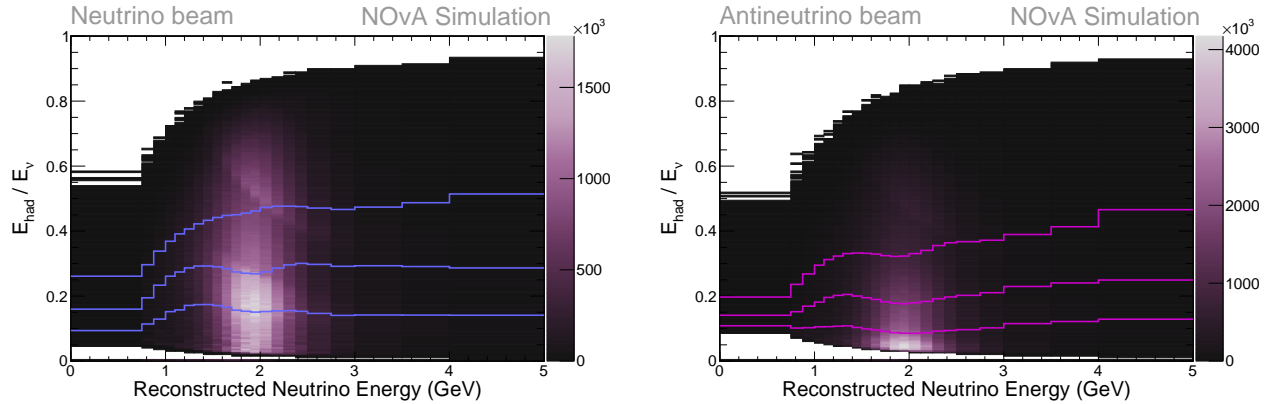 Neutrino beam NOvA Simulation
×10³
1
0.8
0.6
0.4
0.2
0
E_had / E_ν
0 1 2 3 4 5
Reconstructed Neutrino Energy (GeV)
1500
1000
500
0
Antineutrino beam NOvA Simulation
×10³
1
0.8
0.6
0.4
0.2
0
E_had / E_ν
0 1 2 3 4 5
Reconstructed Neutrino Energy (GeV)
4000
3000
2000
1000
0